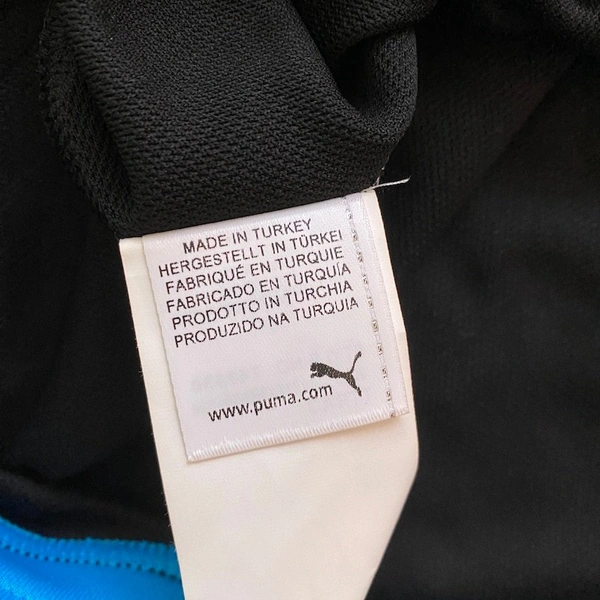 MADE IN TURKEY
HERGESTELLT IN TÜRKEI
FABRIQUÉ EN TURQUIE
FABRICADO EN TURQUÍA
PRODOTTO IN TURCHIA
PRODUZIDO NA TURQUIA
www.puma.com